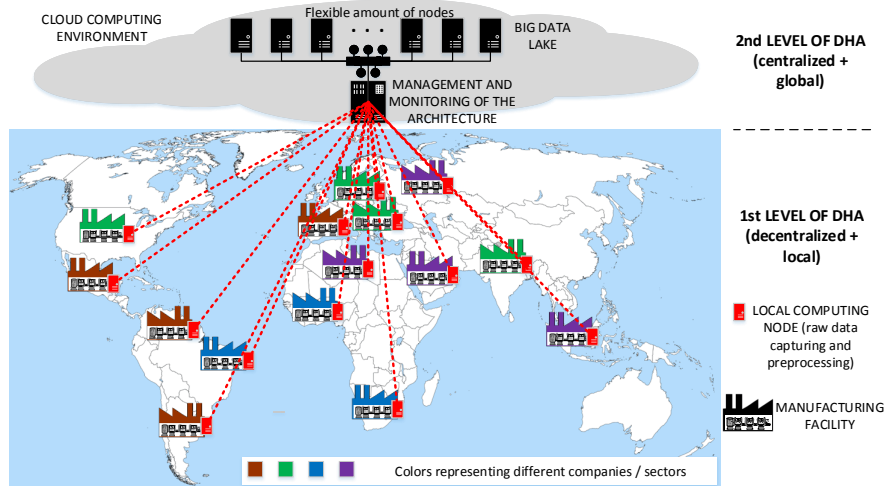 CLOUD COMPUTING
ENVIRONMENT
Flexible amount of nodes
BIG DATA
LAKE
MANAGEMENT AND
MONITORING OF THE
ARCHITECTURE
2nd LEVEL OF DHA
(centralized +
global)
1st LEVEL OF DHA
(decentralized +
local)
LOCAL COMPUTING
NODE (raw data
capturing and
preprocessing)
MANUFACTURING
FACILITY
Colors representing different companies / sectors